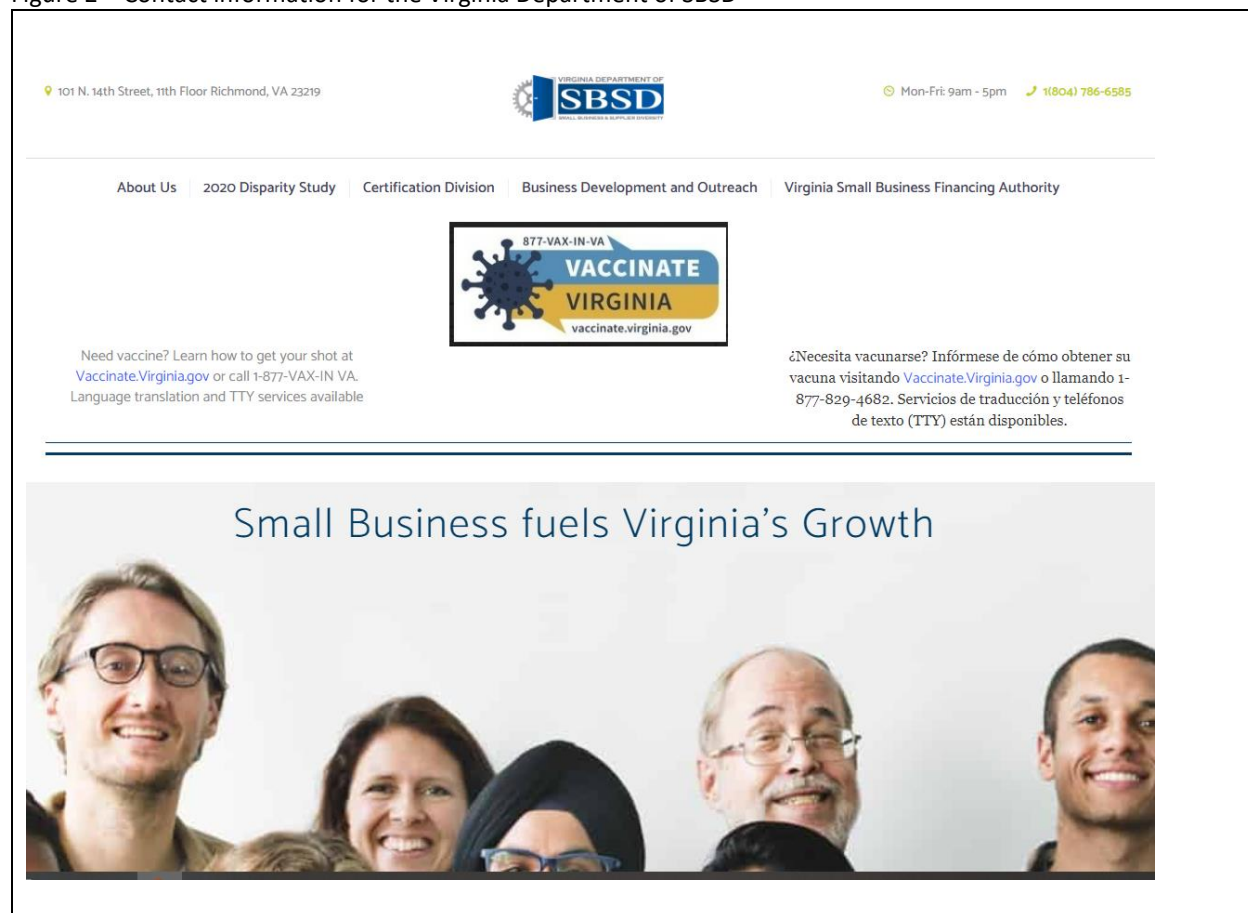 Figure 2 – Contact Information for the Virginia Department of SBSD
101 N. 14th Street, 11th Floor Richmond, VA 23219
VIRGINIA DEPARTMENT OF
SBSD
SMALL BUSINESS & SUPPLIER DIVERSITY
Mon-Fri: 9am - 5pm
1(804) 786-6585
About Us
2020 Disparity Study
Certification Division
Business Development and Outreach
Virginia Small Business Financing Authority
877-VAX-IN-VA
VACCINATE
VIRGINIA
vaccinate.virginia.gov
Need vaccine? Learn how to get your shot at
Vaccinate.Virginia.gov or call 1-877-VAX-IN VA.
Language translation and TTY services available
¿Necesita vacunarse? Infórmese de cómo obtener su
vacuna visitando Vaccinate.Virginia.gov o llamando 1-
877-829-4682. Servicios de traducción y teléfonos
de texto (TTY) están disponibles.
Small Business fuels Virginia's Growth